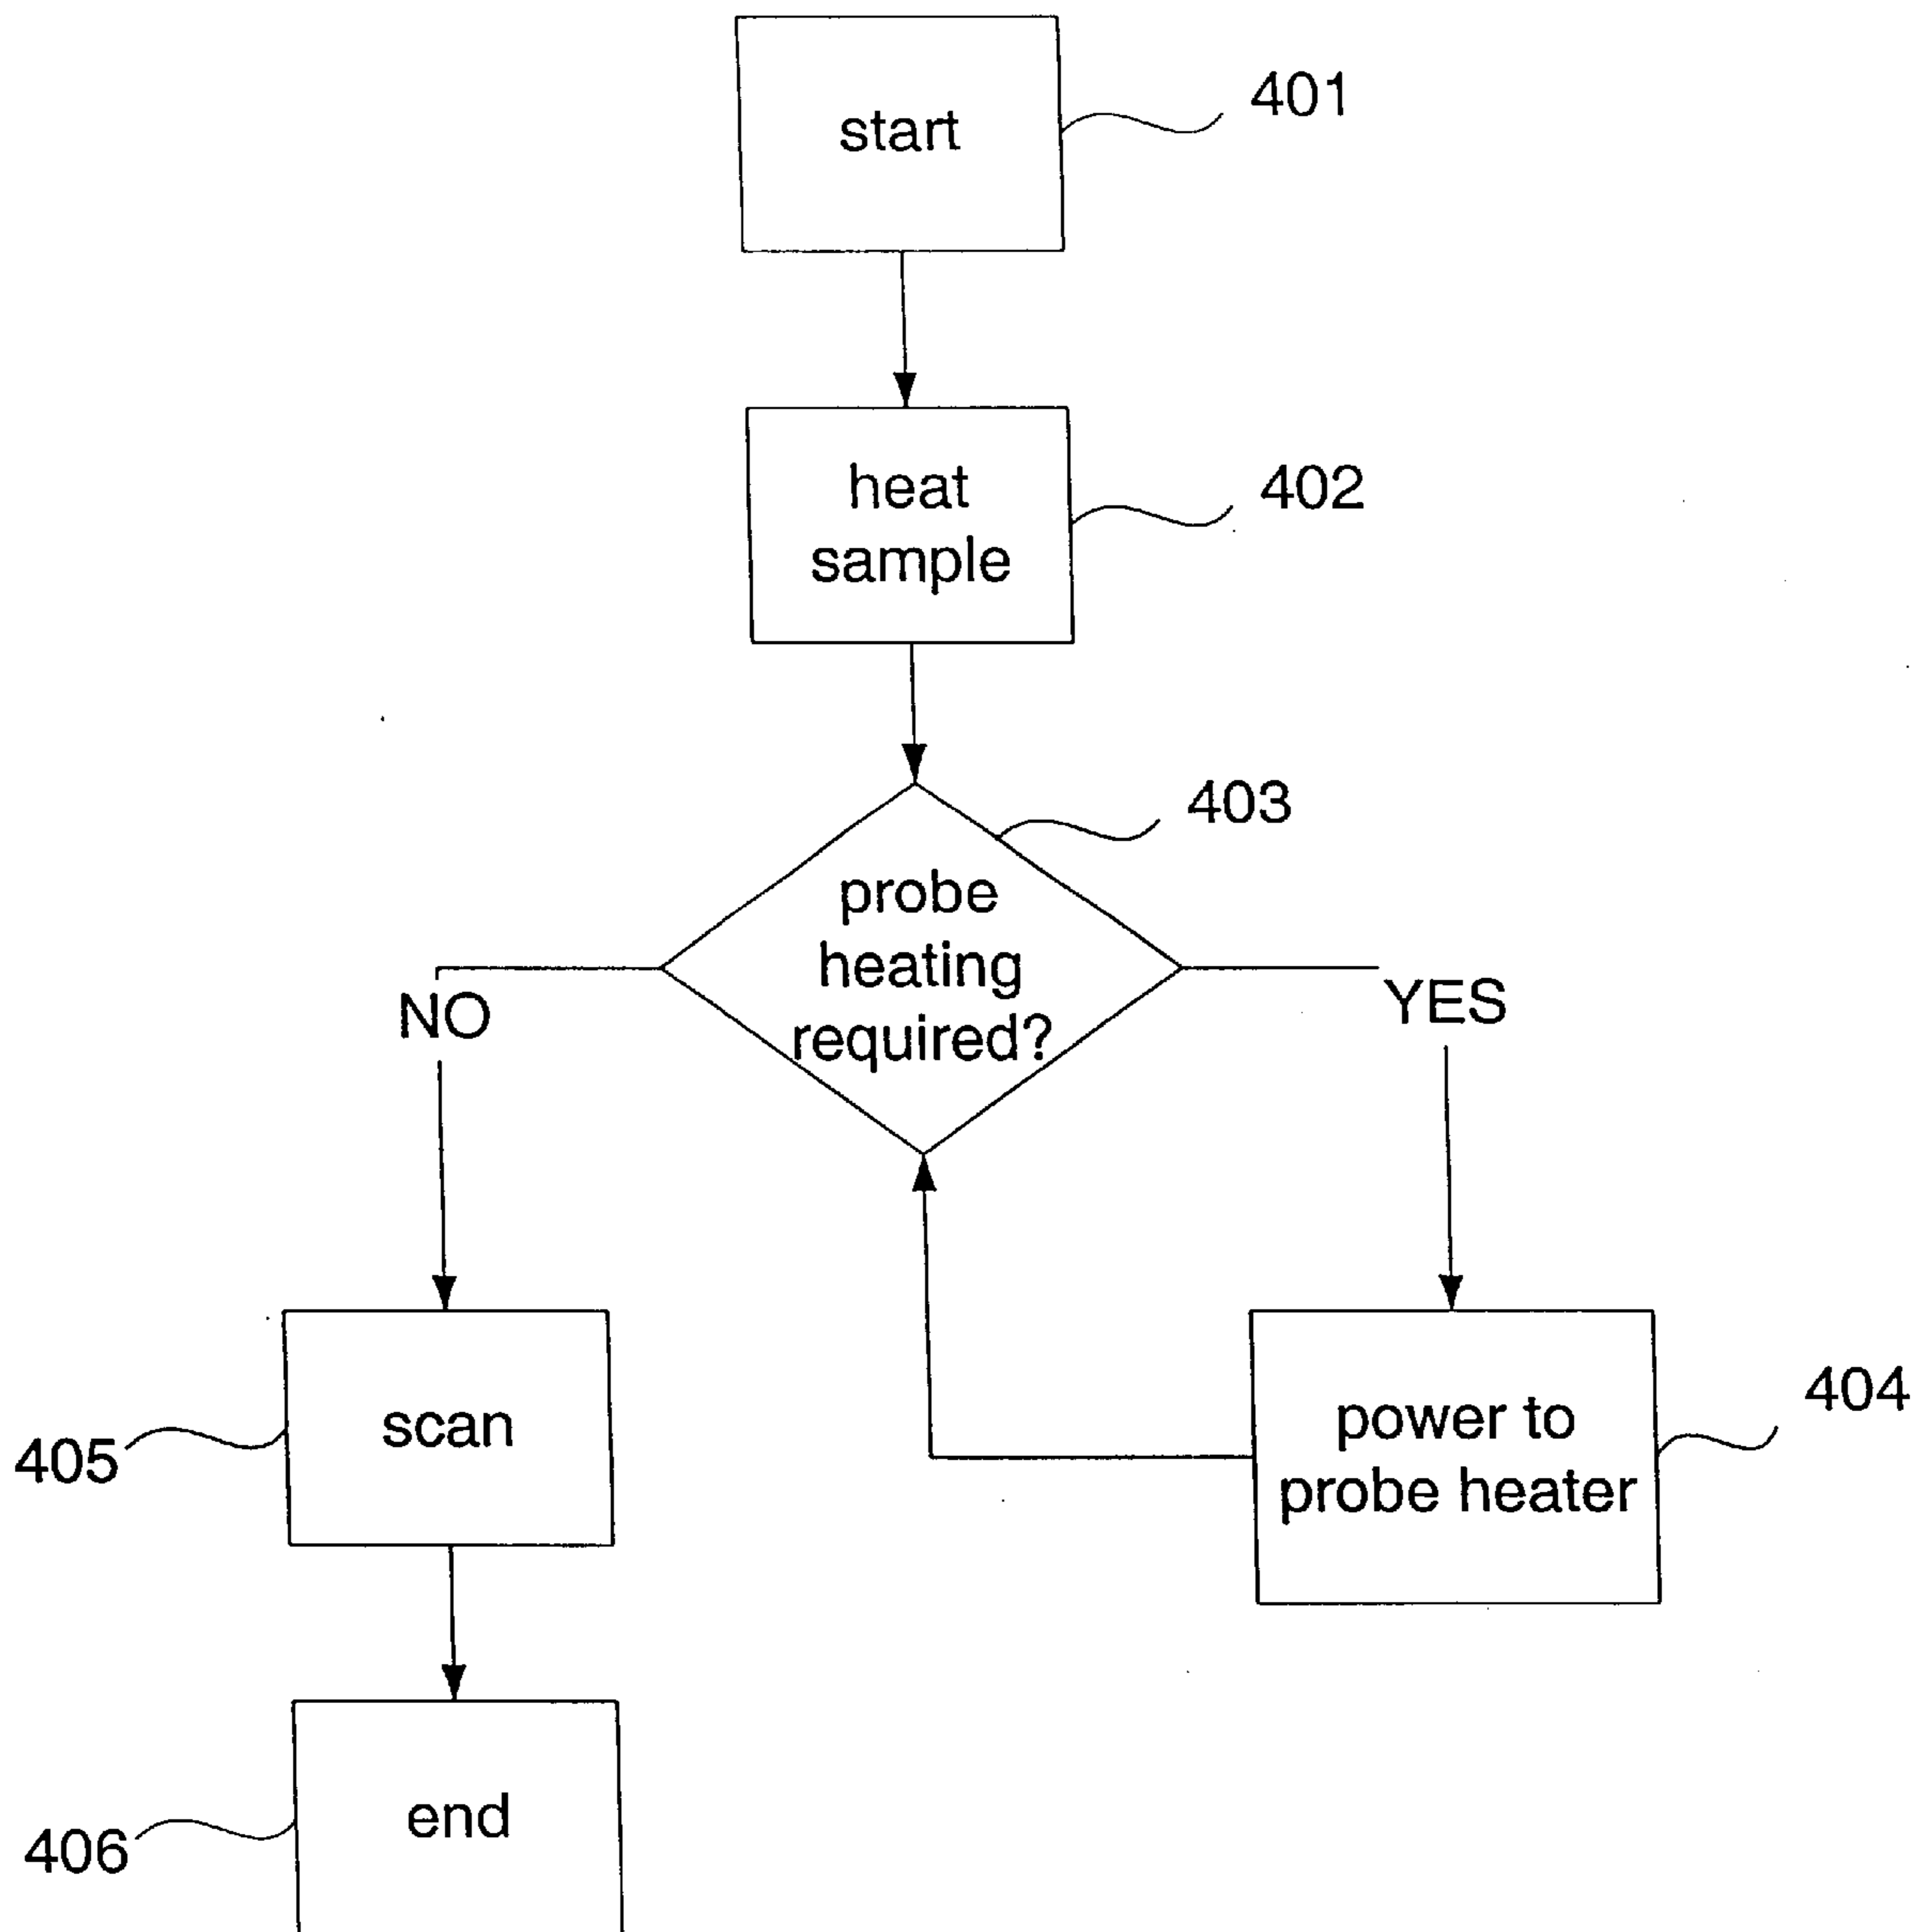 start
401
heat
sample
402
403
probe
heating
required?
NO
YES
scan
405
power to
probe heater
404
end
406